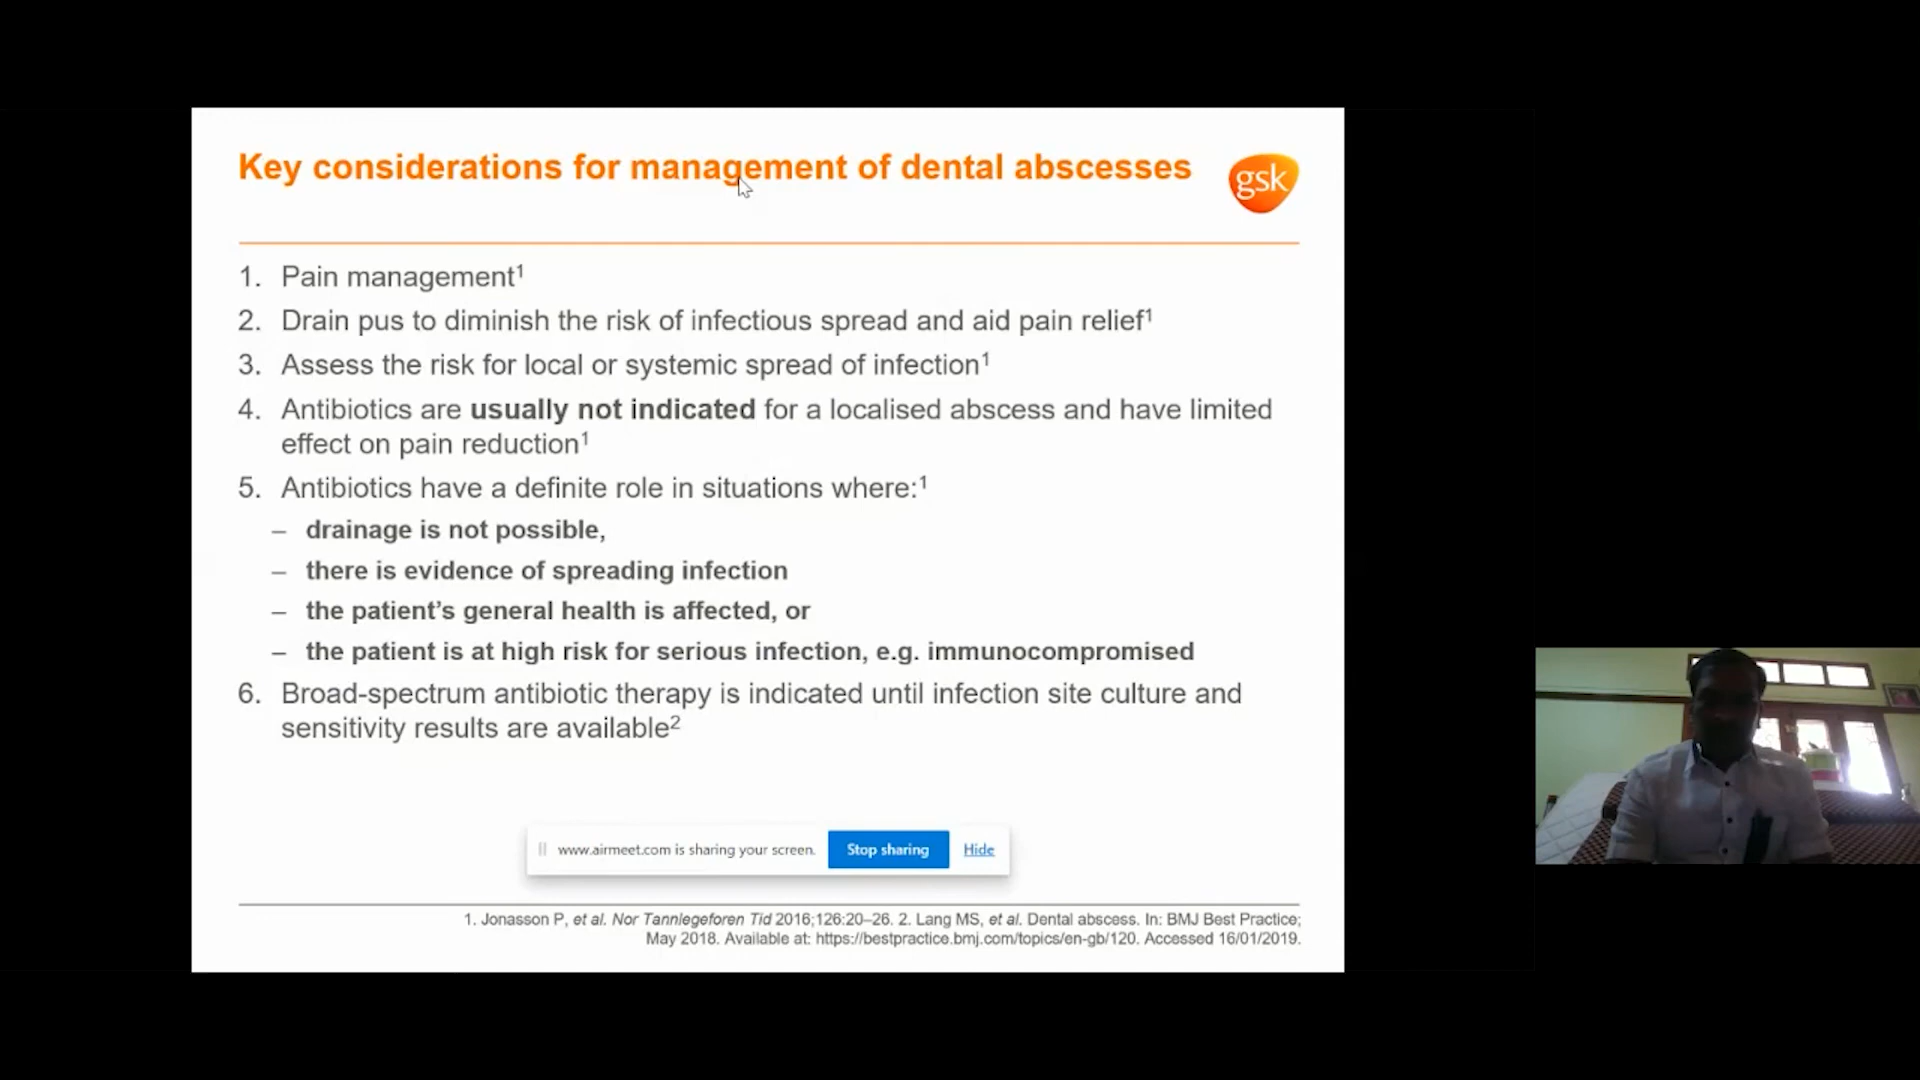 Key considerations for management of dental abscesses
gsk
1. Pain management¹
2. Drain pus to diminish the risk of infectious spread and aid pain relief¹
3. Assess the risk for local or systemic spread of infection¹
4. Antibiotics are usually not indicated for a localised abscess and have limited
effect on pain reduction¹
5. Antibiotics have a definite role in situations where:¹
– drainage is not possible,
– there is evidence of spreading infection
– the patient's general health is affected, or
– the patient is at high risk for serious infection, e.g. immunocompromised
6. Broad-spectrum antibiotic therapy is indicated until infection site culture and
sensitivity results are available²
www.airmeet.com is sharing your screen. Stop sharing Hide
1. Jonasson P, et al. Nor Tannlegeforen Tid 2016;126:20–26. 2. Lang MS, et al. Dental abscess. In: BMJ Best Practice;
May 2018. Available at: https://bestpractice.bmj.com/topics/en-gb/120. Accessed 16/01/2019.